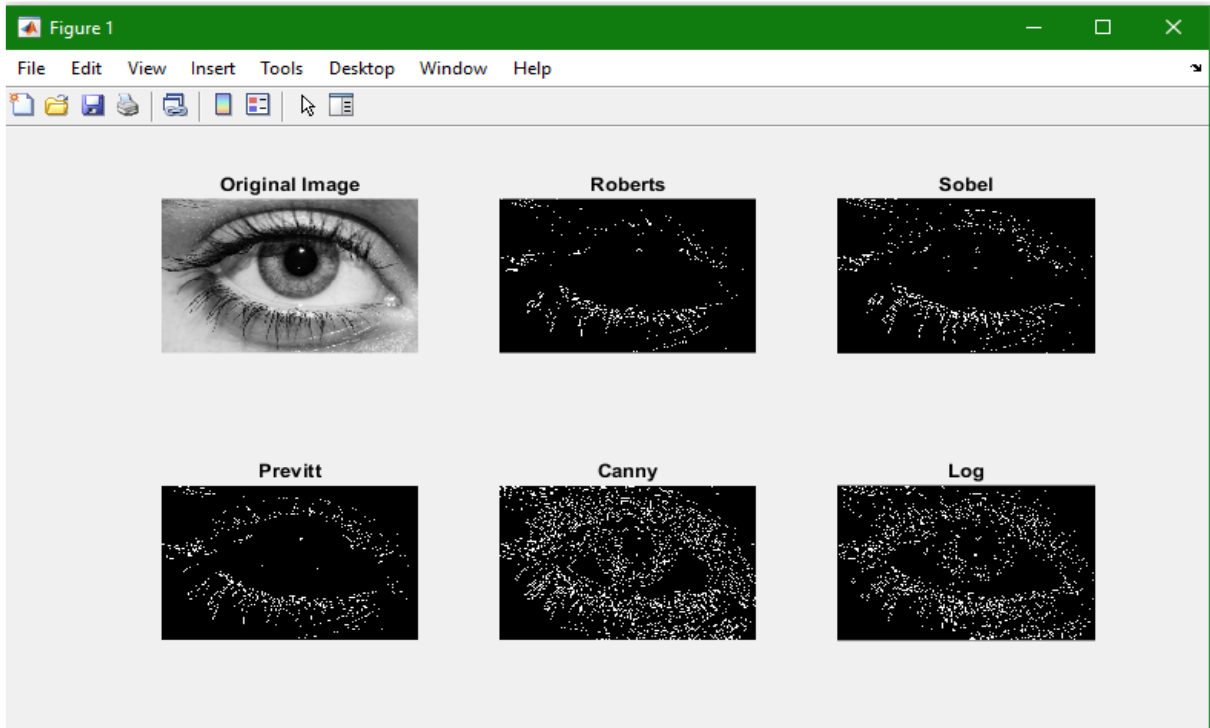 Figure 1
File Edit View Insert Tools Desktop Window Help
Original Image Roberts Sobel
Previtt Canny Log